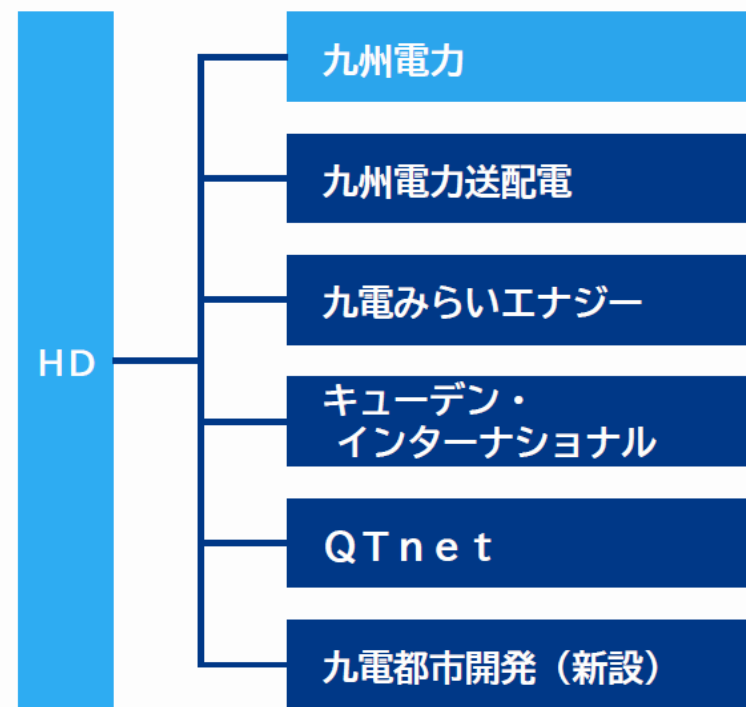 HD
九州電力
九州電力送配電
九電みらいエナジー
キューデン・
インターナショナル
ＱＴｎｅｔ
九電都市開発（新設）